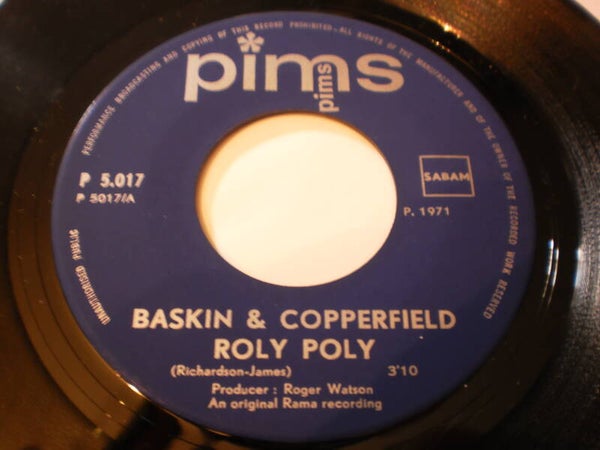 PERFORMANCE BROADCASTING AND COPYING OF THIS RECORD PROHIBITED-ALL RIGHTS OF THE MANUFACTURER AND OF THE OWNER OF THE RECORDED WORK RESERVED
UNAUTHORISED PUBLIC
pims
pims
P 5.017
P 5017/A
SABAM
P. 1971
BASKIN & COPPERFIELD
ROLY POLY
(Richardson-James) 3'10
Producer : Roger Watson
An original Rama recording